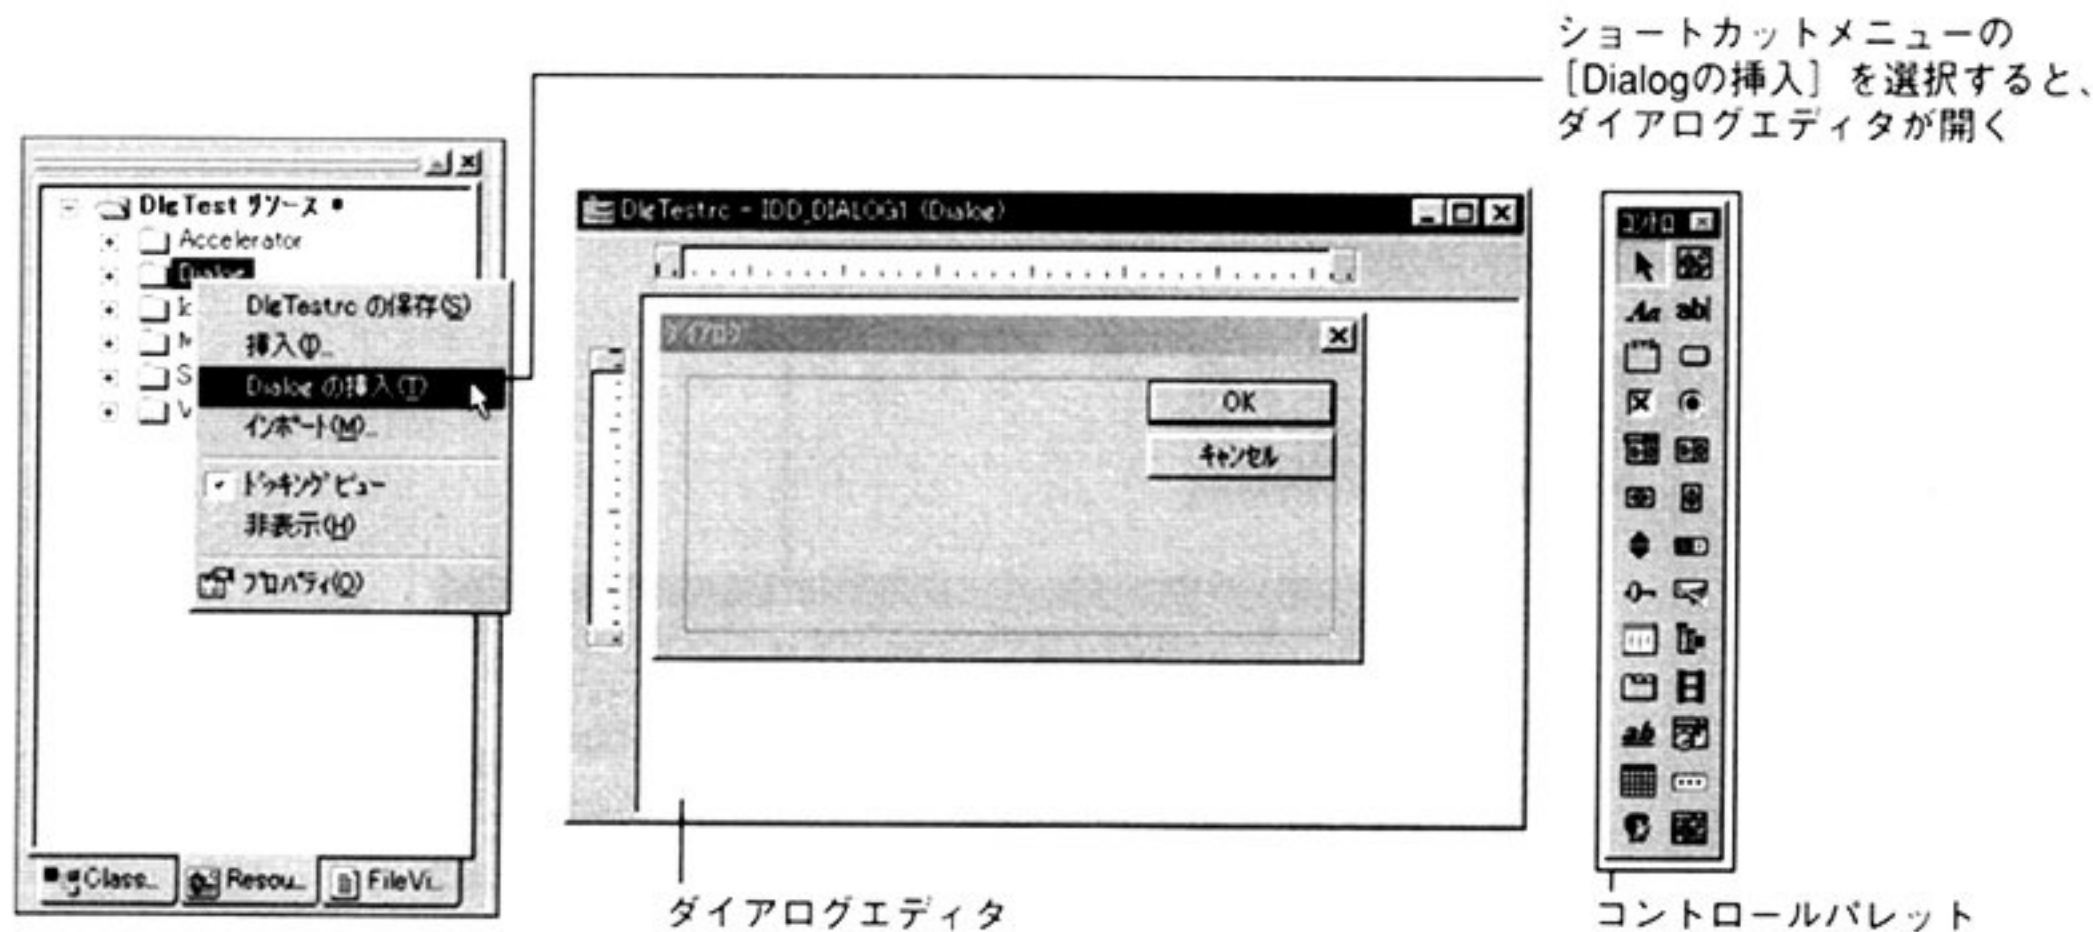 ショートカットメニューの
［Dialogの挿入］を選択すると、
ダイアログエディタが開く
DlgTest リソース
Accelerator
Dialog
DlgTest.rc の保存(S)
挿入(I)...
Dialog の挿入(T)
インポート(M)...
ドッキング ビュー
非表示(H)
プロパティ(O)
Class...
Resou...
FileVi...
DlgTest.rc - IDD_DIALOG1 (Dialog)
ダイアログ
OK
キャンセル
コントロ
Aa
ab
ab
ダイアログエディタ
コントロールパレット